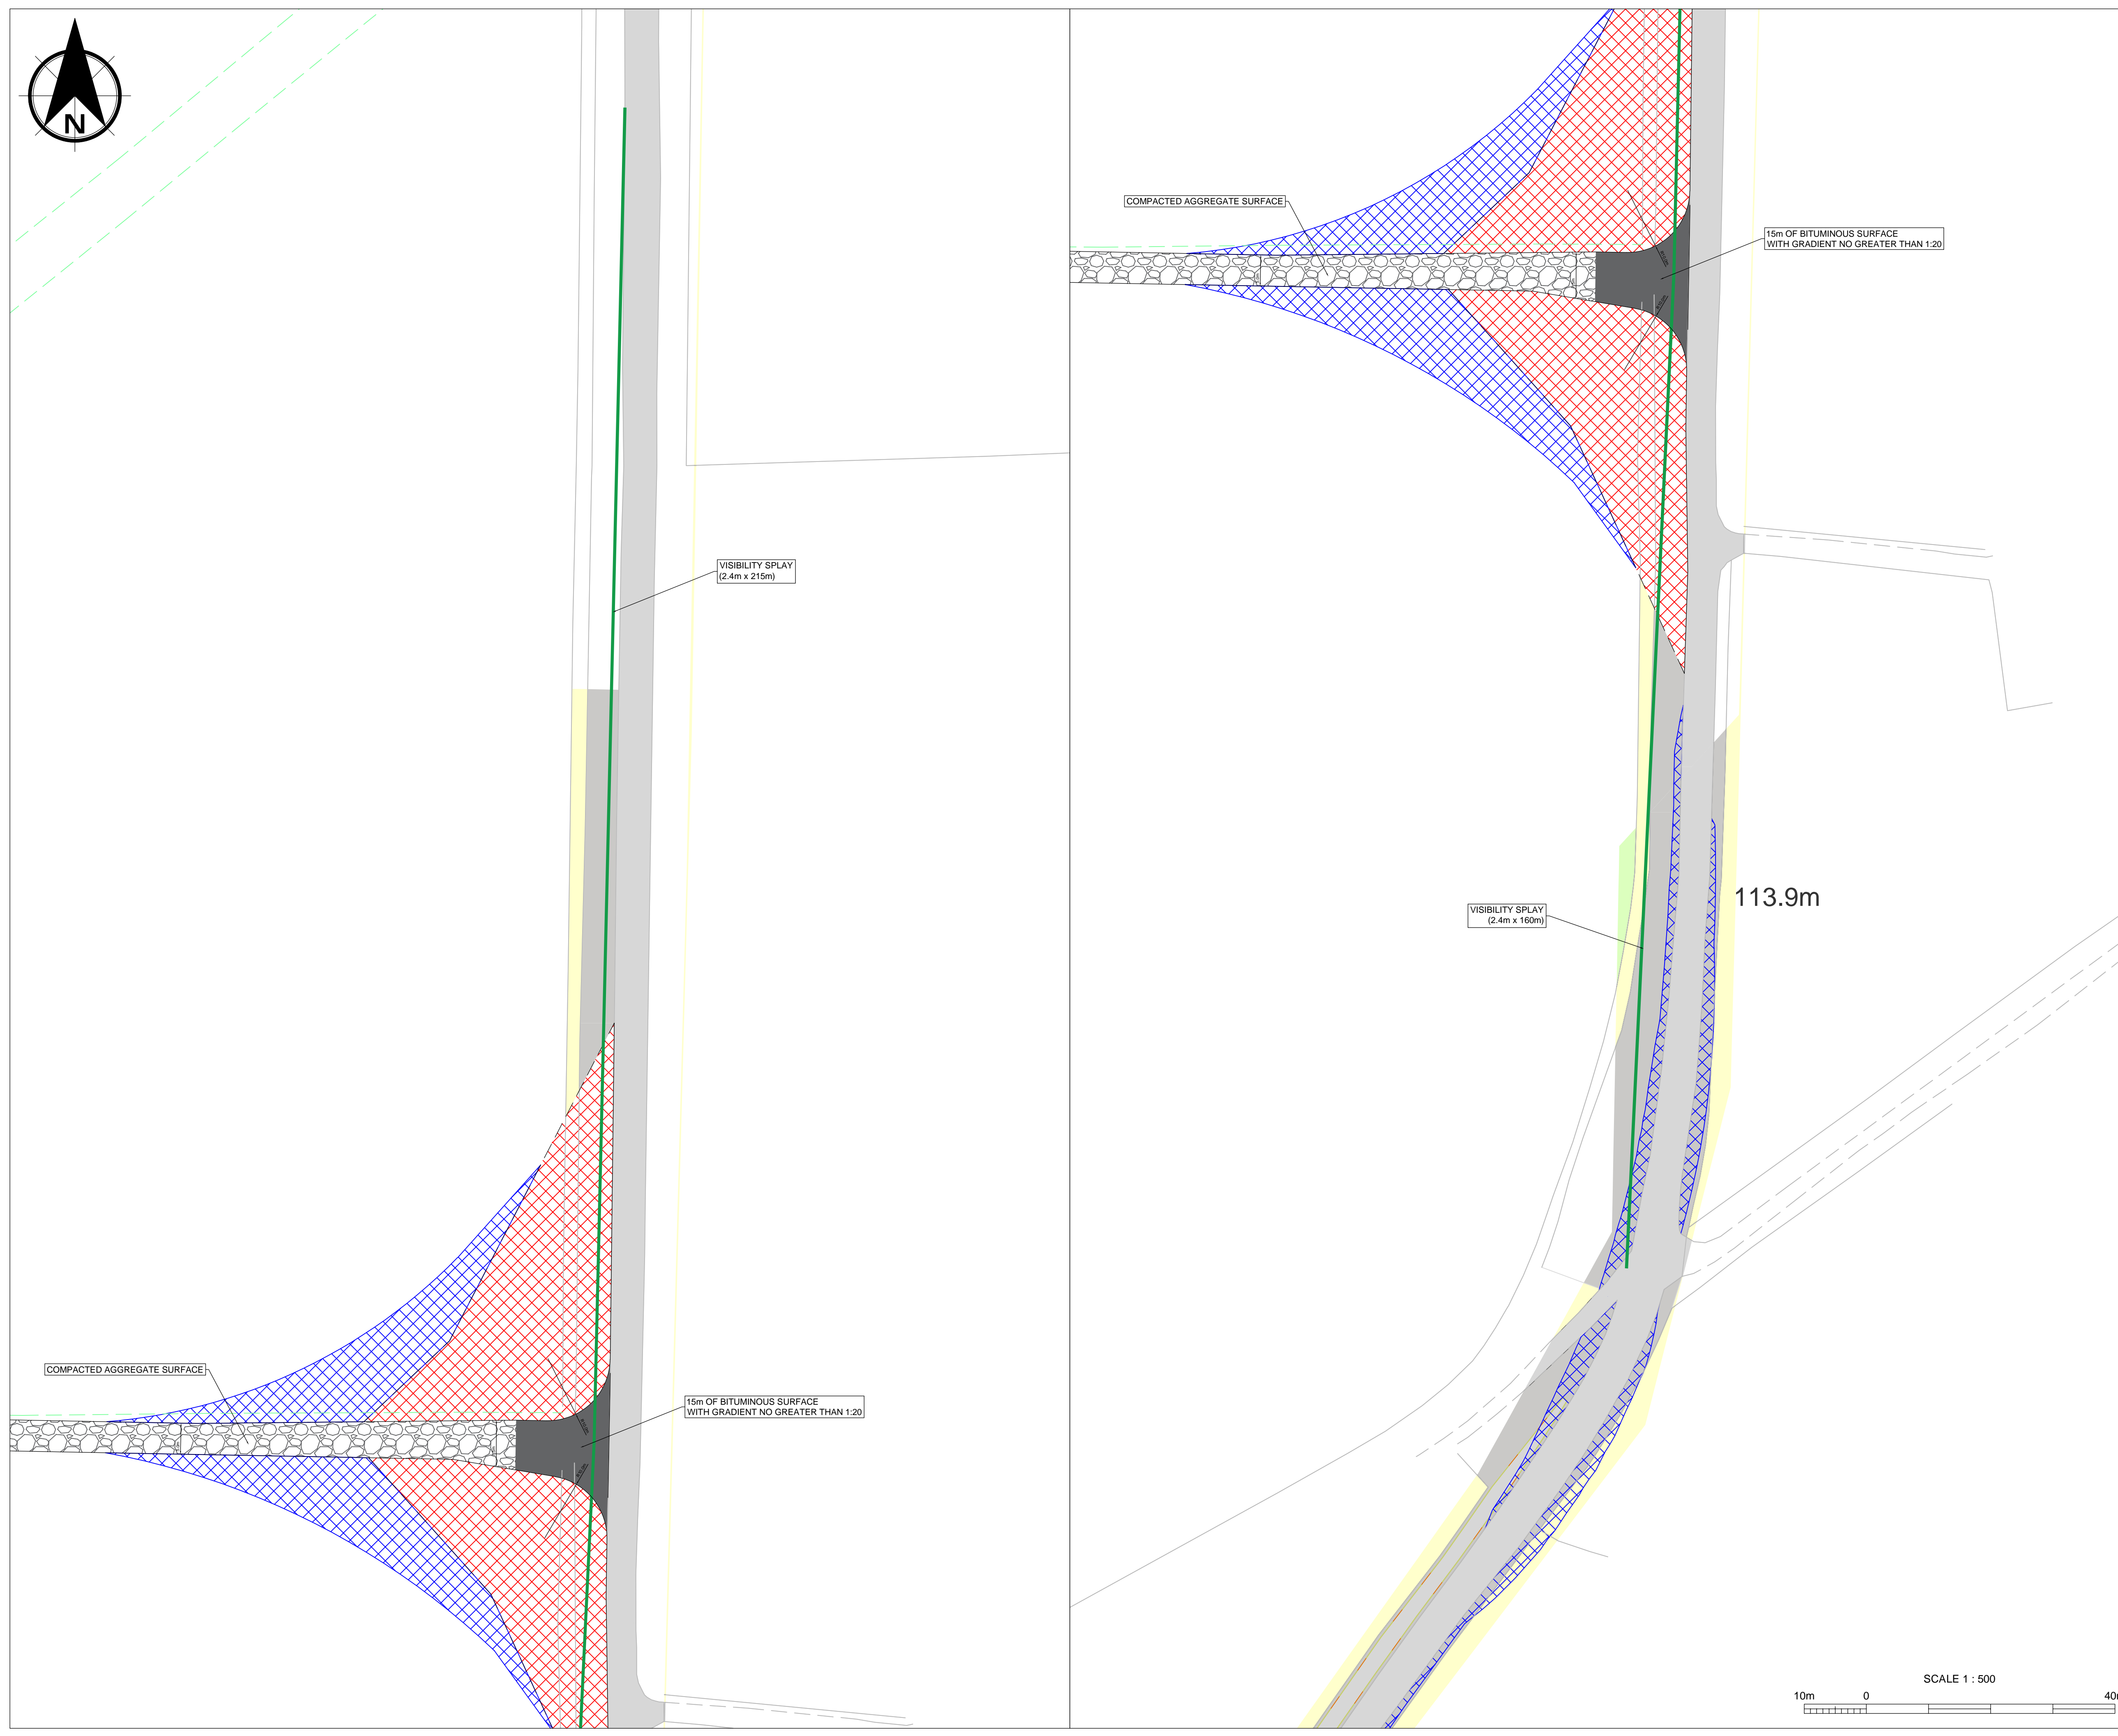 N
VISIBILITY SPLAY
(2.4m x 215m)
COMPACTED AGGREGATE SURFACE
15m OF BITUMINOUS SURFACE
WITH GRADIENT NO GREATER THAN 1:20
COMPACTED AGGREGATE SURFACE
15m OF BITUMINOUS SURFACE
WITH GRADIENT NO GREATER THAN 1:20
VISIBILITY SPLAY
(2.4m x 160m)
113.9m
SCALE 1 : 500
10m 0